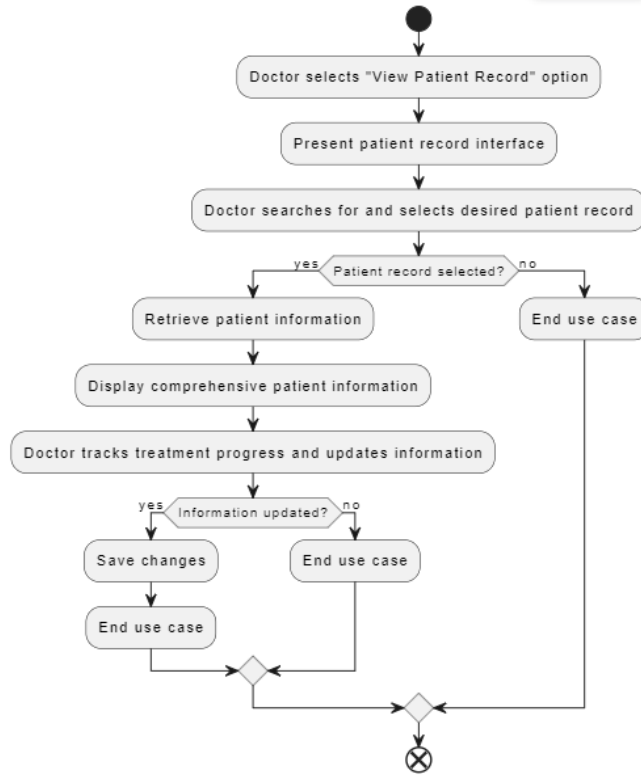 Doctor selects "View Patient Record" option
Present patient record interface
Doctor searches for and selects desired patient record
yes
Patient record selected?
no
Retrieve patient information
End use case
Display comprehensive patient information
Doctor tracks treatment progress and updates information
yes
Information updated?
no
Save changes
End use case
End use case